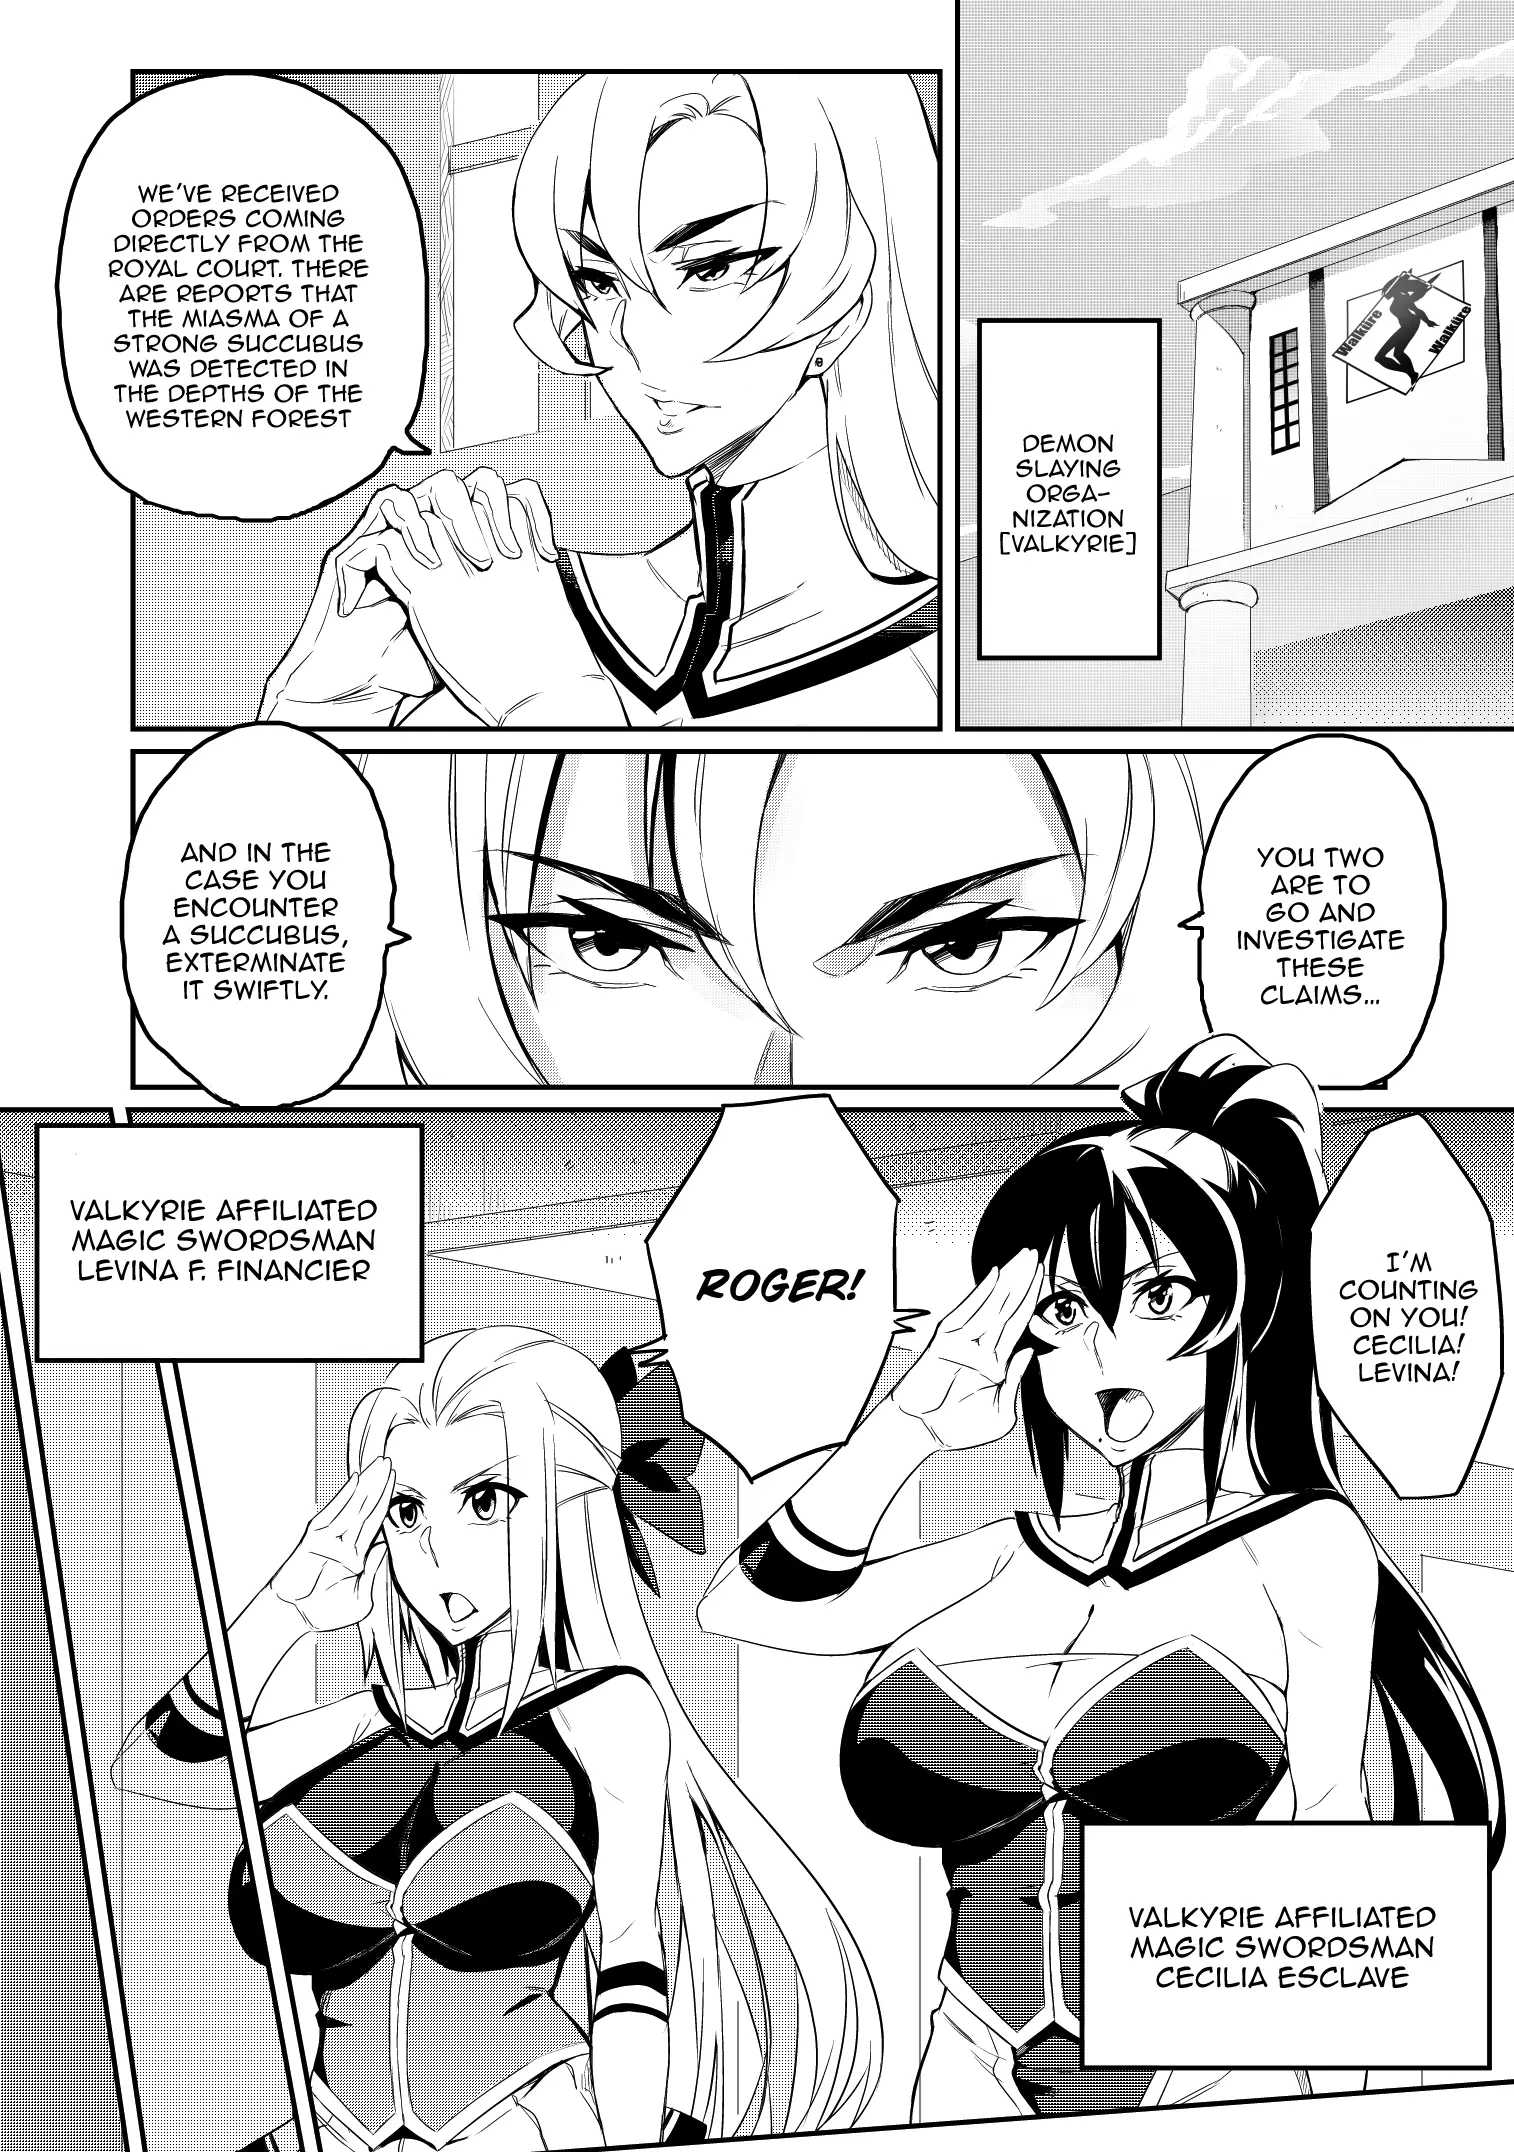 Walküre
Walküre
DEMON
SLAYING
ORGA-
NIZATION
[VALKYRIE]
WE'VE RECEIVED
ORDERS COMING
DIRECTLY FROM THE
ROYAL COURT. THERE
ARE REPORTS THAT
THE MIASMA OF A
STRONG SUCCUBUS
WAS DETECTED IN
THE DEPTHS OF THE
WESTERN FOREST
YOU TWO
ARE TO
GO AND
INVESTIGATE
THESE
CLAIMS...
AND IN THE
CASE YOU
ENCOUNTER
A SUCCUBUS,
EXTERMINATE
IT SWIFTLY.
I'M
COUNTING
ON YOU!
CECILIA!
LEVINA!
ROGER!
VALKYRIE AFFILIATED
MAGIC SWORDSMAN
LEVINA F. FINANCIER
VALKYRIE AFFILIATED
MAGIC SWORDSMAN
CECILIA ESCLAVE